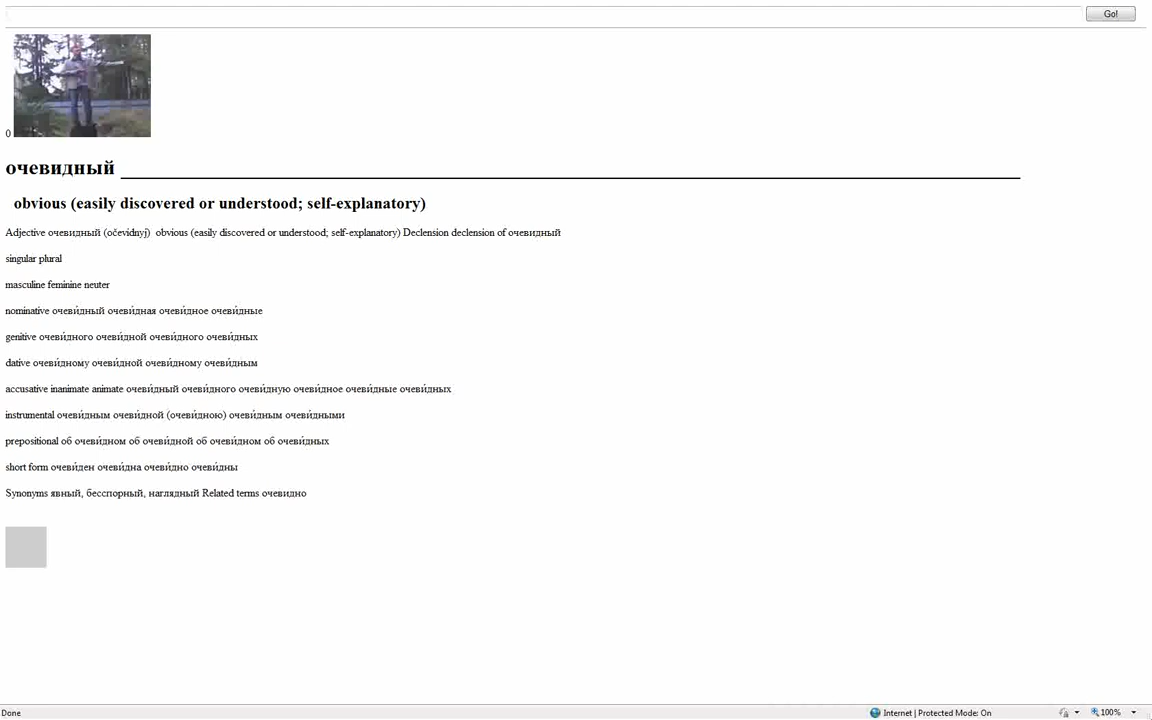 Go!
0
очевидный
obvious (easily discovered or understood; self-explanatory)
Adjective очевидный (očevidnyj) obvious (easily discovered or understood; self-explanatory) Declension declension of очевидный
singular plural
masculine feminine neuter
nominative очеви́дный очеви́дная очеви́дное очеви́дные
genitive очеви́дного очеви́дной очеви́дного очеви́дных
dative очеви́дному очеви́дной очеви́дному очеви́дным
accusative inanimate animate очеви́дный очеви́дного очеви́дную очеви́дное очеви́дные очеви́дных
instrumental очеви́дным очеви́дной (очеви́дною) очеви́дным очеви́дными
prepositional об очеви́дном об очеви́дной об очеви́дном об очеви́дных
short form очеви́ден очеви́дна очеви́дно очеви́дны
Synonyms явный, бесспорный, наглядный Related terms очевидно
Done
Internet | Protected Mode: On
100%